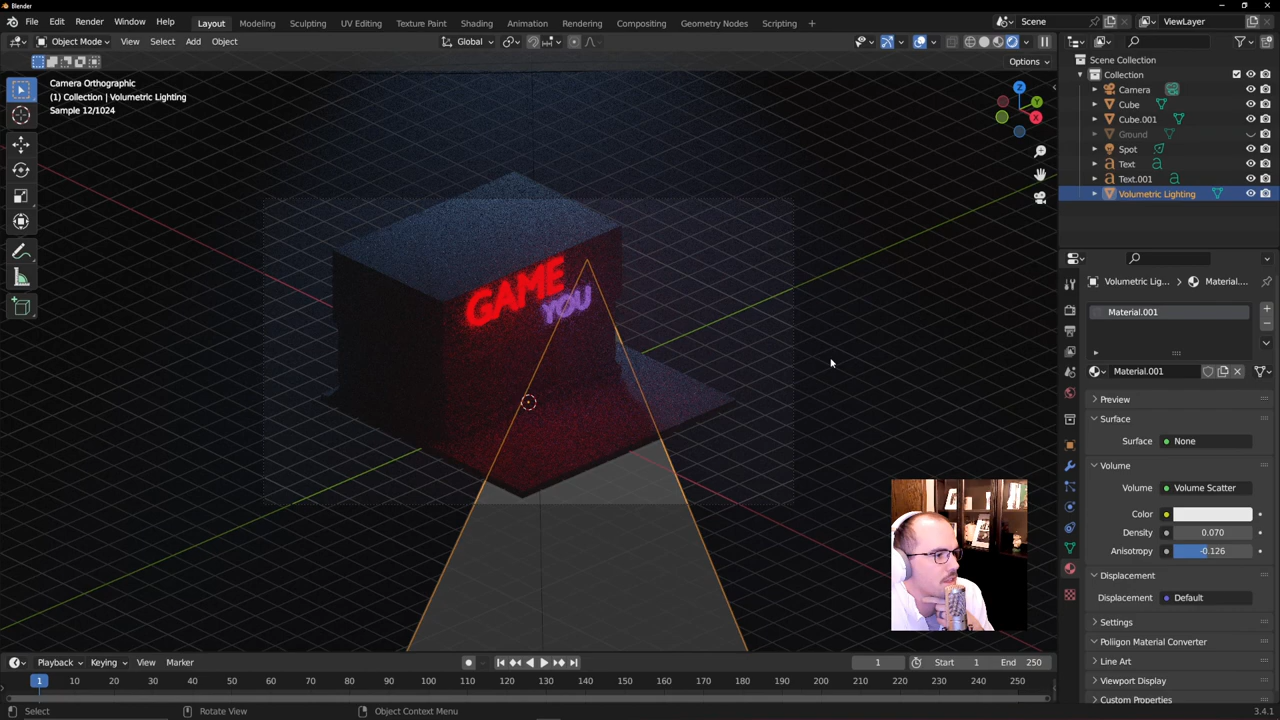 Blender
File Edit Render Window Help
Layout Modeling Sculpting UV Editing Texture Paint Shading Animation Rendering Compositing Geometry Nodes Scripting +
Scene
ViewLayer
Object Mode View Select Add Object
Global
Options
Camera Orthographic
(1) Collection | Volumetric Lighting
Sample 12/1024
Z
Y
X
GAME
YOU
Scene Collection
Collection
Camera
Cube
Cube.001
Ground
Spot
Text
Text.001
Volumetric Lighting
Volumetric Lig... Material....
Material.001
Material.001
Preview
Surface
Surface None
Volume
Volume Volume Scatter
Color
Density 0.070
Anisotropy -0.126
Displacement
Displacement Default
Settings
Poliigon Material Converter
Line Art
Viewport Display
Custom Properties
Playback Keying View Marker
1 Start 1 End 250
1 10 20 30 40 50 60 70 80 90 100 110 120 130 140 150 160 170 180 190 200 210 220 230 240 250
Select Rotate View Object Context Menu 3.4.1